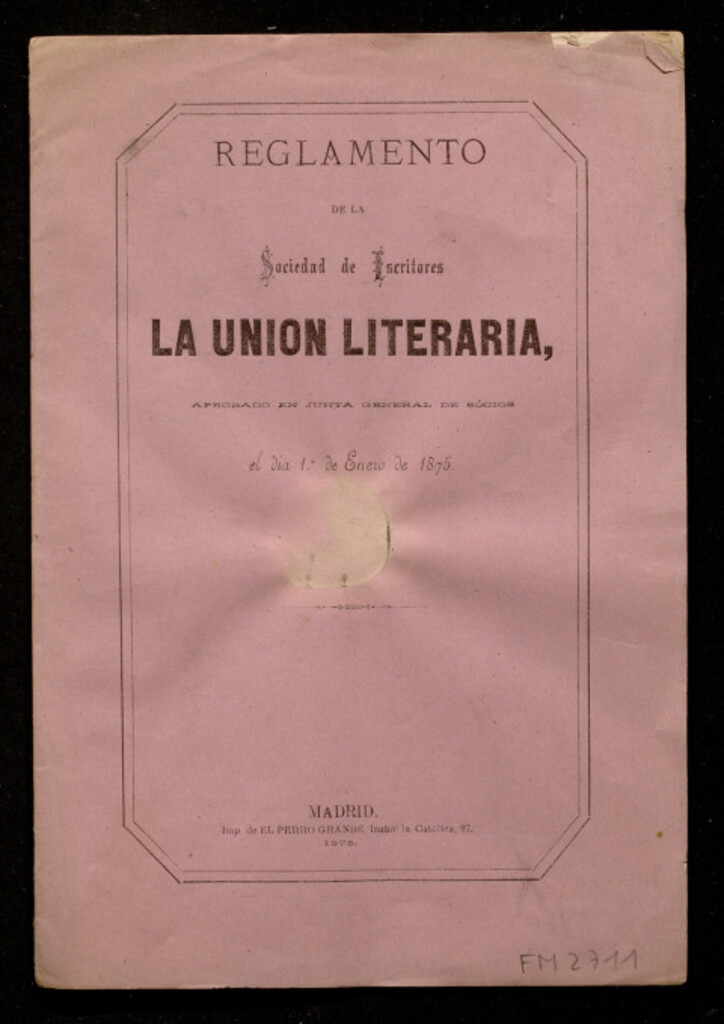 REGLAMENTO
DE LA
Sociedad de Escritores
LA UNION LITERARIA,
APROBADO EN JUNTA GENERAL DE SÓCIOS
el dia 1.º de Enero de 1875.
MADRID.
Imp. de EL PERRO GRANDE, Isabel la Católica, 
1875.
FM 2711